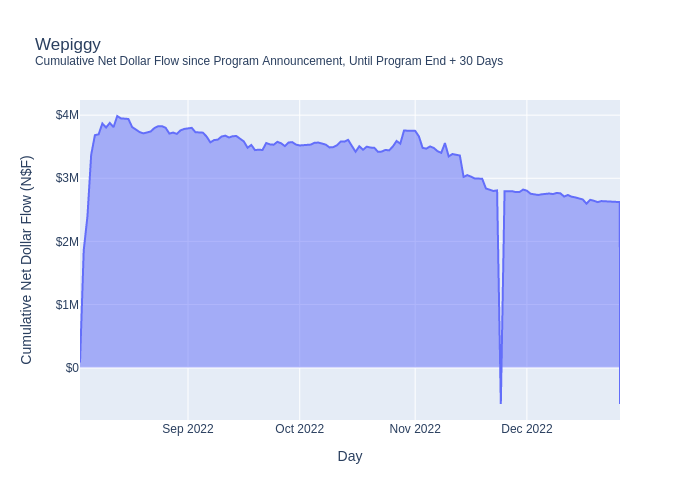 Wepiggy
Cumulative Net Dollar Flow since Program Announcement, Until Program End + 30 Days
Cumulative Net Dollar Flow (N$F)
$4M
$3M
$2M
$1M
$0
Sep 2022 Oct 2022 Nov 2022 Dec 2022
Day